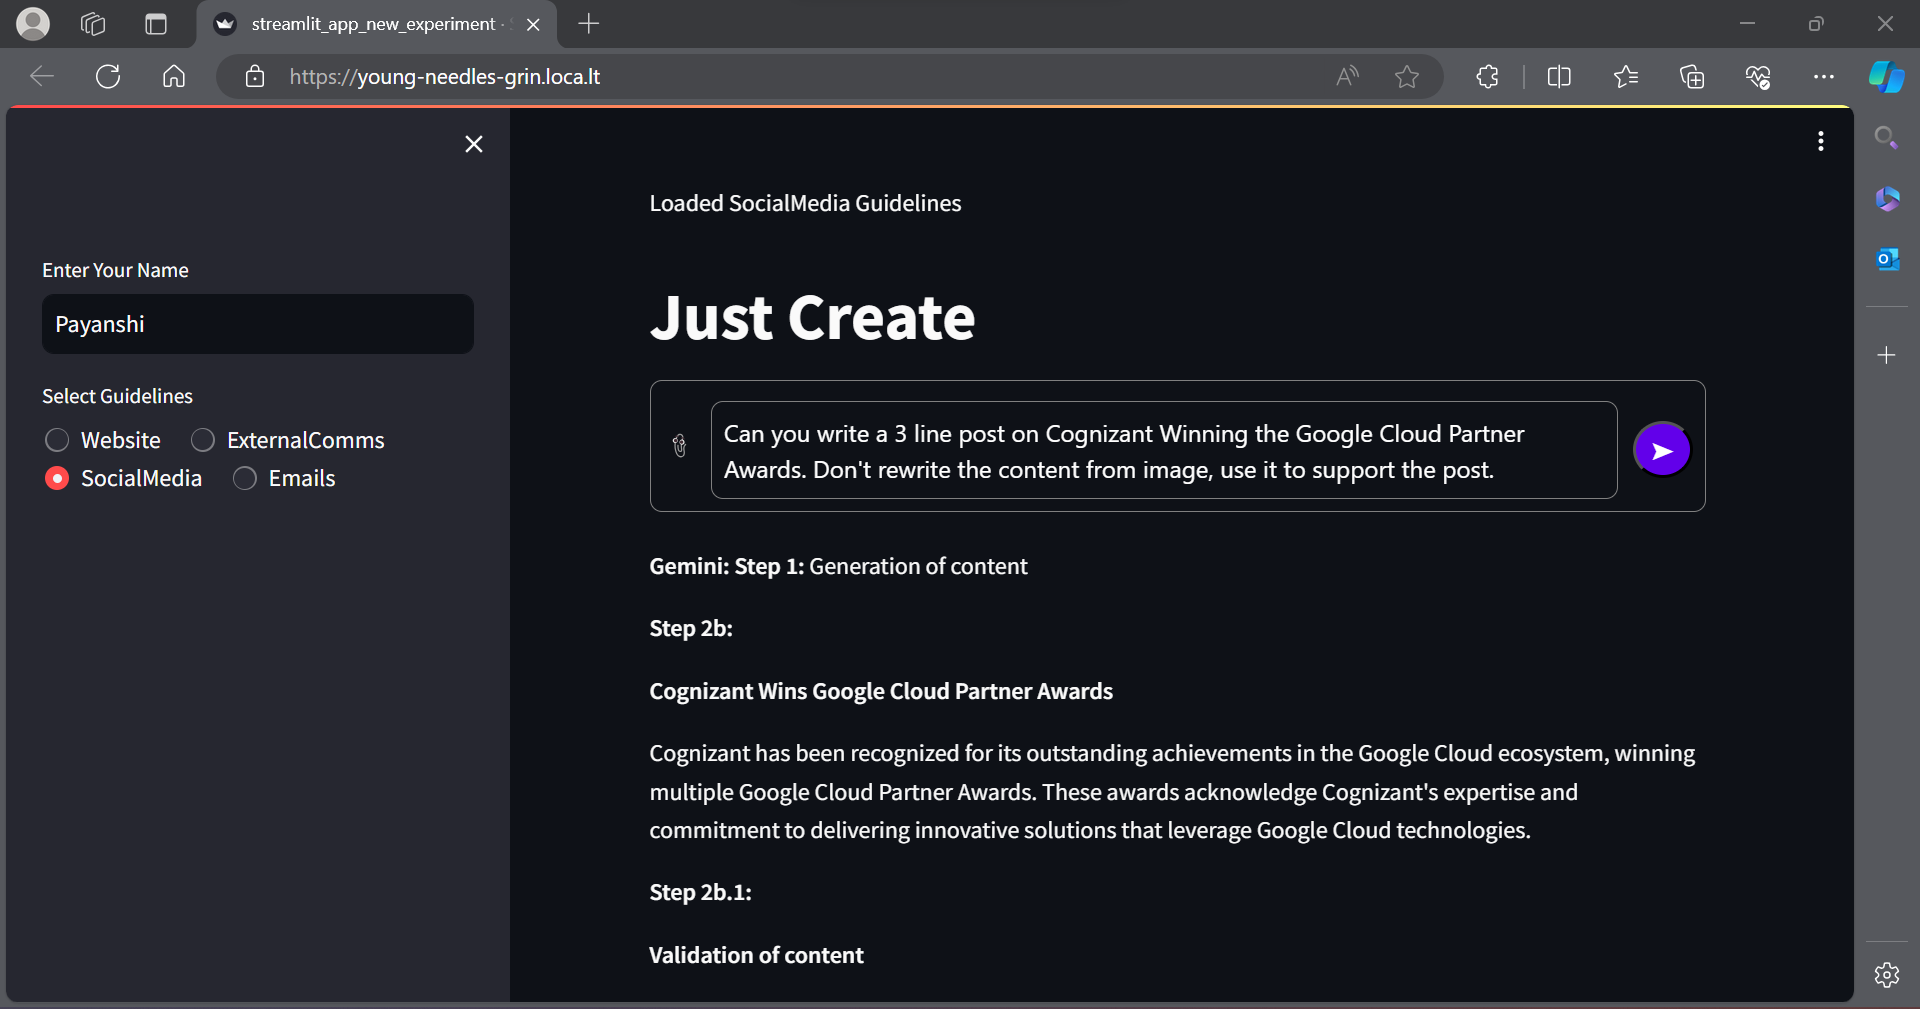 streamlit_app_new_experiment ·
https://young-needles-grin.loca.lt
Loaded SocialMedia Guidelines
Enter Your Name
Payanshi
Select Guidelines
Website
ExternalComms
SocialMedia
Emails
Just Create
Can you write a 3 line post on Cognizant Winning the Google Cloud Partner
Awards. Don't rewrite the content from image, use it to support the post.
Gemini: Step 1: Generation of content
Step 2b:
Cognizant Wins Google Cloud Partner Awards
Cognizant has been recognized for its outstanding achievements in the Google Cloud ecosystem, winning
multiple Google Cloud Partner Awards. These awards acknowledge Cognizant's expertise and
commitment to delivering innovative solutions that leverage Google Cloud technologies.
Step 2b.1:
Validation of content